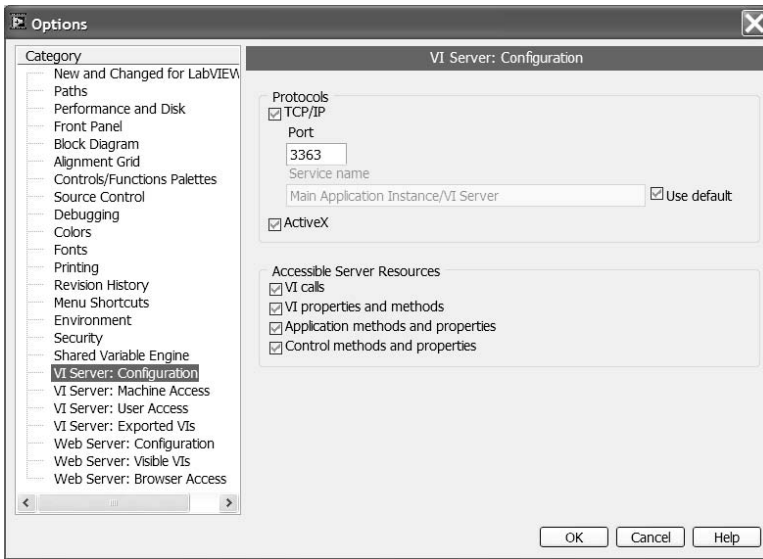 Options
Category
New and Changed for LabVIEW
Paths
Performance and Disk
Front Panel
Block Diagram
Alignment Grid
Controls/Functions Palettes
Source Control
Debugging
Colors
Fonts
Printing
Revision History
Menu Shortcuts
Environment
Security
Shared Variable Engine
VI Server: Configuration
VI Server: Machine Access
VI Server: User Access
VI Server: Exported VIs
Web Server: Configuration
Web Server: Visible VIs
Web Server: Browser Access
VI Server: Configuration
Protocols
TCP/IP
Port
3363
Service name
Main Application Instance/VI Server Use default
ActiveX
Accessible Server Resources
VI calls
VI properties and methods
Application methods and properties
Control methods and properties
OK Cancel Help